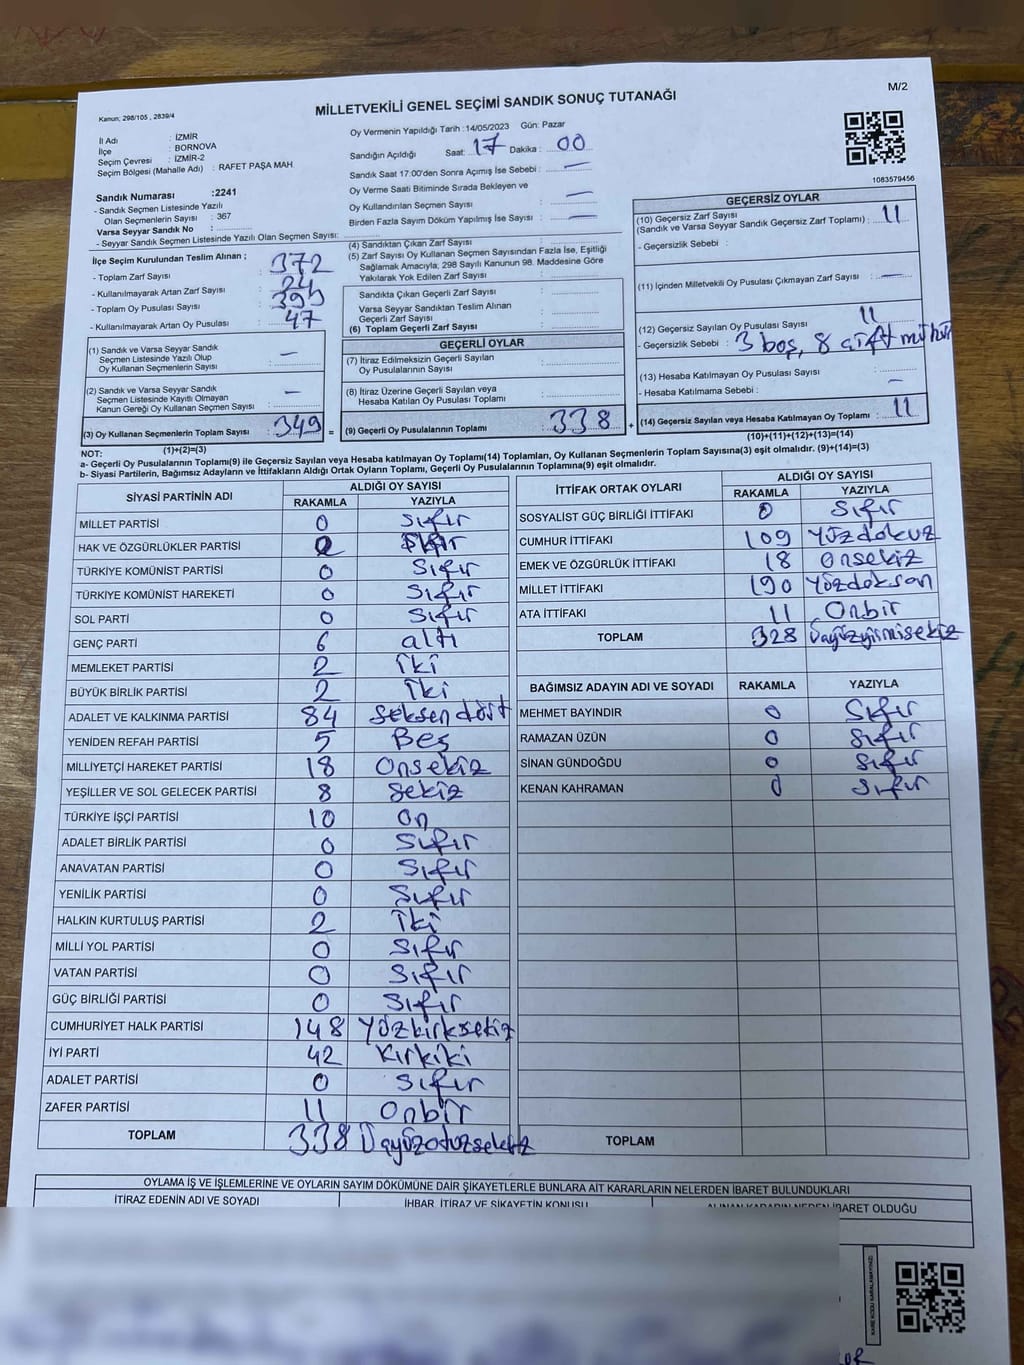 M/2
MİLLETVEKİLİ GENEL SEÇİMİ SANDIK SONUÇ TUTANAĞI
Kanun; 298/105 , 2839/4
İl Adı : İZMİR
İlçe : BORNOVA
Seçim Çevresi : İZMİR-2
Seçim Bölgesi (Mahalle Adı) : RAFET PAŞA MAH
Sandık Numarası :2241
- Sandık Seçmen Listesinde Yazılı
Olan Seçmenlerin Sayısı : 367
Varsa Seyyar Sandık No :
- Seyyar Sandık Seçmen Listesinde Yazılı Olan Seçmen Sayısı:
Oy Vermenin Yapıldığı Tarih :14/05/2023 Gün: Pazar
Sandığın Açıldığı Saat: 17 Dakika : 00
Sandık Saat 17:00'den Sonra Açımış İse Sebebi : —
Oy Verme Saati Bitiminde Sırada Bekleyen ve
Oy Kullandırılan Seçmen Sayısı : —
Birden Fazla Sayım Döküm Yapılmış İse Sayısı : —
1083579456
İlçe Seçim Kurulundan Teslim Alınan ;
- Toplam Zarf Sayısı : 372
- Kullanılmayarak Artan Zarf Sayısı : 24
- Toplam Oy Pusulası Sayısı :
- Kullanılmayarak Artan Oy Pusulası : 47
(1) Sandık ve Varsa Seyyar Sandık
Seçmen Listesinde Yazılı Olup
Oy Kullanan Seçmenlerin Sayısı : —
(2) Sandık ve Varsa Seyyar Sandık
Seçmen Listesinde Kayıtlı Olmayan
Kanun Gereği Oy Kullanan Seçmen Sayısı : —
(3) Oy Kullanan Seçmenlerin Toplam Sayısı : 349 =
(1)+(2)=(3)
(4) Sandıktan Çıkan Zarf Sayısı :
(5) Zarf Sayısı Oy Kullanan Seçmen Sayısından Fazla İse, Eşitliği
Sağlamak Amacıyla, 298 Sayılı Kanunun 98. Maddesine Göre
Yakılarak Yok Edilen Zarf Sayısı :
Sandıkta Çıkan Geçerli Zarf Sayısı :
Varsa Seyyar Sandıktan Teslim Alınan
Geçerli Zarf Sayısı :
(6) Toplam Geçerli Zarf Sayısı :
GEÇERLİ OYLAR
(7) İtiraz Edilmeksizin Geçerli Sayılan
Oy Pusulalarının Sayısı :
(8) İtiraz Üzerine Geçerli Sayılan veya
Hesaba Katılan Oy Pusulası Toplamı :
(9) Geçerli Oy Pusulalarının Toplamı : 338 +
GEÇERSİZ OYLAR
(10) Geçersiz Zarf Sayısı
(Sandık ve Varsa Seyyar Sandık Geçersiz Zarf Toplamı) : 11
- Geçersizlik Sebebi :
(11) İçinden Milletvekili Oy Pusulası Çıkmayan Zarf Sayısı : —
(12) Geçersiz Sayılan Oy Pusulası Sayısı : 11
- Geçersizlik Sebebi : 3 boş, 8 çift mühür
(13) Hesaba Katılmayan Oy Pusulası Sayısı : —
- Hesaba Katılmama Sebebi :
(14) Geçersiz Sayılan veya Hesaba Katılmayan Oy Toplamı : 11
(10)+(11)+(12)+(13)=(14)
NOT:
a- Geçerli Oy Pusulalarının Toplamı(9) ile Geçersiz Sayılan veya Hesaba katılmayan Oy Toplamı(14) Toplamları, Oy Kullanan Seçmenlerin Toplam Sayısına(3) eşit olmalıdır. (9)+(14)=(3)
b- Siyasi Partilerin, Bağımsız Adayların ve İttifakların Aldığı Ortak Oyların Toplamı, Geçerli Oy Pusulalarının Toplamına(9) eşit olmalıdır.
SİYASİ PARTİNİN ADI ALDIĞI OY SAYISI
RAKAMLA YAZIYLA
MİLLET PARTİSİ 0 Sıfır
HAK VE ÖZGÜRLÜKLER PARTİSİ 0 Sıfır
TÜRKİYE KOMÜNİST PARTİSİ 0 Sıfır
TÜRKİYE KOMÜNİST HAREKETİ 0 Sıfır
SOL PARTİ 0 Sıfır
GENÇ PARTİ 6 altı
MEMLEKET PARTİSİ 2 iki
BÜYÜK BİRLİK PARTİSİ 2 iki
ADALET VE KALKINMA PARTİSİ 84 Seksen dört
YENİDEN REFAH PARTİSİ 5 Beş
MİLLİYETÇİ HAREKET PARTİSİ 18 Onsekiz
YEŞİLLER VE SOL GELECEK PARTİSİ 8 Sekiz
TÜRKİYE İŞÇİ PARTİSİ 10 On
ADALET BİRLİK PARTİSİ 0 Sıfır
ANAVATAN PARTİSİ 0 Sıfır
YENİLİK PARTİSİ 0 Sıfır
HALKIN KURTULUŞ PARTİSİ 2 iki
MİLLİ YOL PARTİSİ 0 Sıfır
VATAN PARTİSİ 0 Sıfır
GÜÇ BİRLİĞİ PARTİSİ 0 Sıfır
CUMHURİYET HALK PARTİSİ 148 Yüzkırksekiz
İYİ PARTİ 42 Kırkiki
ADALET PARTİSİ 0 Sıfır
ZAFER PARTİSİ 11 Onbir
TOPLAM 338 Üçyüzotuzsekiz
İTTİFAK ORTAK OYLARI ALDIĞI OY SAYISI
RAKAMLA YAZIYLA
SOSYALİST GÜÇ BİRLİĞİ İTTİFAKI 0 Sıfır
CUMHUR İTTİFAKI 109 Yüzdokuz
EMEK VE ÖZGÜRLÜK İTTİFAKI 18 Onsekiz
MİLLET İTTİFAKI 190 Yüzdoksan
ATA İTTİFAKI 11 Onbir
TOPLAM 328 Üçyüzyirmisekiz
BAĞIMSIZ ADAYIN ADI VE SOYADI RAKAMLA YAZIYLA
MEHMET BAYINDIR 0 Sıfır
RAMAZAN ÜZÜN 0 Sıfır
SİNAN GÜNDOĞDU 0 Sıfır
KENAN KAHRAMAN 0 Sıfır
TOPLAM
OYLAMA İŞ VE İŞLEMLERİNE VE OYLARIN SAYIM DÖKÜMÜNE DAİR ŞİKAYETLERLE BUNLARA AİT KARARLARIN NELERDEN İBARET BULUNDUKLARI
İTİRAZ EDENİN ADI VE SOYADI İHBAR, İTİRAZ VE ŞİKAYETİN KONUSU ALINAN KARARIN NEDEN İBARET OLDUĞU